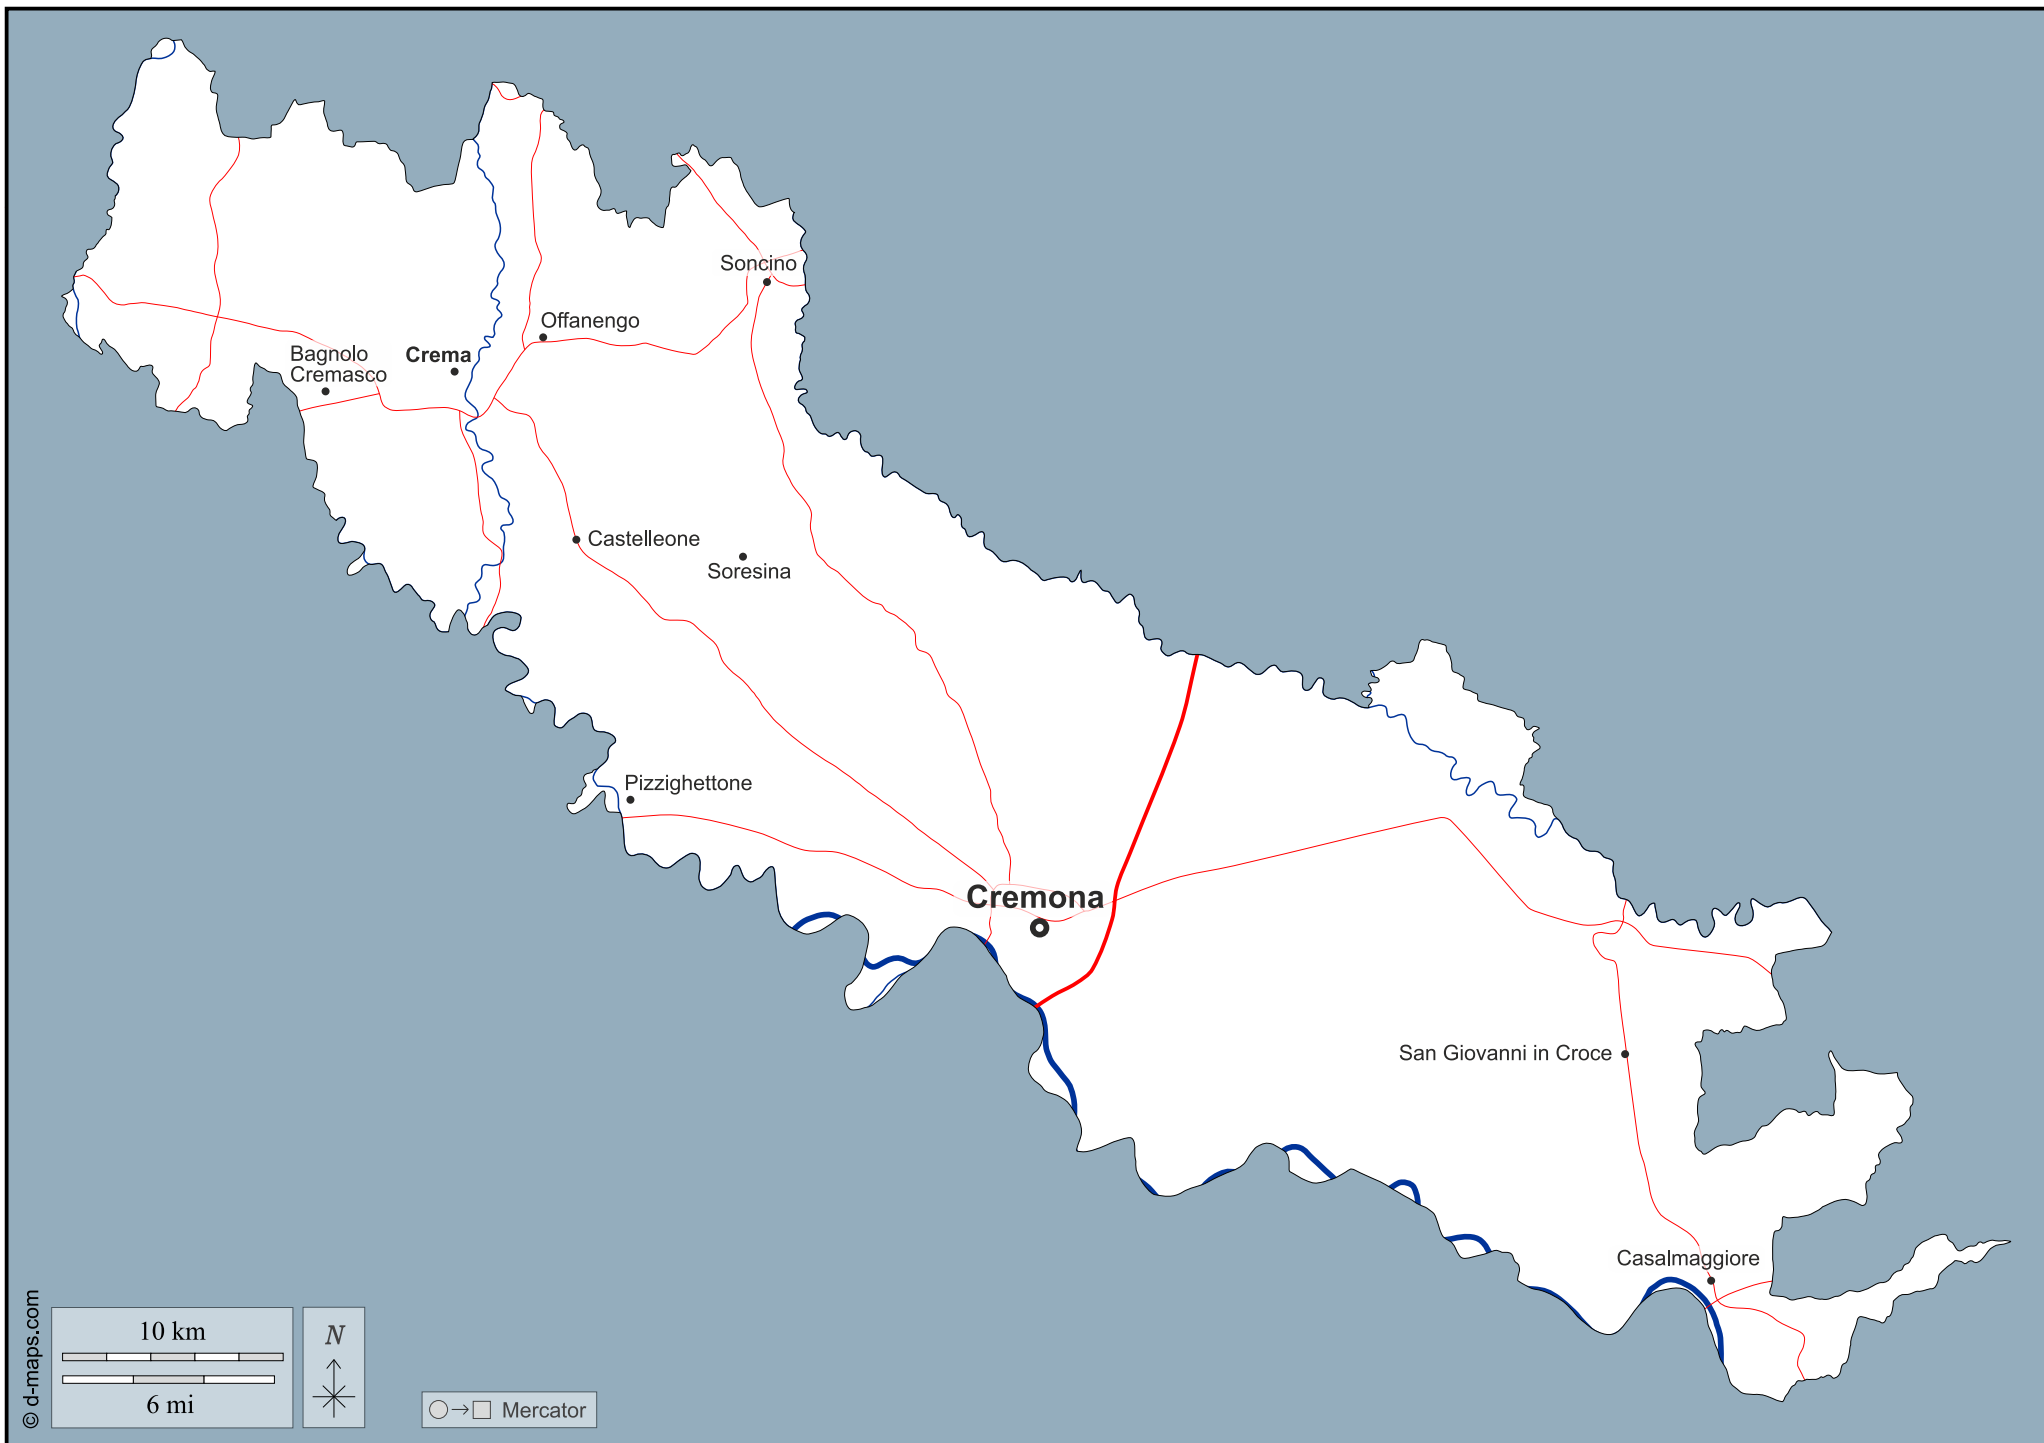 Soncino
Offanengo
Bagnolo
Cremasco
Crema
Castelleone
Soresina
Pizzighettone
Cremona
San Giovanni in Croce
Casalmaggiore
© d-maps.com
10 km
6 mi
N
Mercator